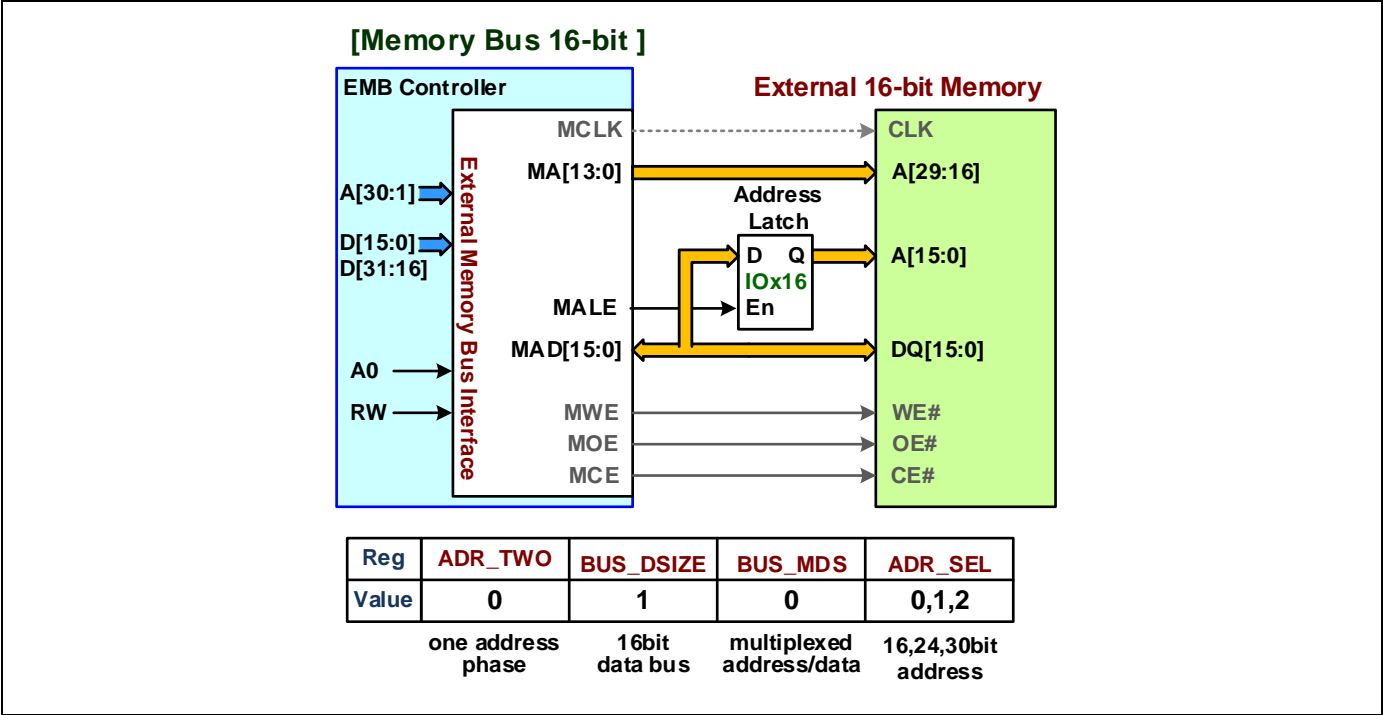 [Memory Bus 16-bit ]
EMB Controller
External 16-bit Memory
MCLK
CLK
MA[13:0]
A[29:16]
External Memory Bus Interface
A[30:1]
Address
Latch
D[15:0]
D[31:16]
D Q
IOx16
En
A[15:0]
MALE
MAD[15:0]
DQ[15:0]
A0
RW
MWE
WE#
MOE
OE#
MCE
CE#
Reg ADR_TWO BUS_DSIZE BUS_MDS ADR_SEL
Value 0 1 0 0,1,2
one address
phase
16bit
data bus
multiplexed
address/data
16,24,30bit
address